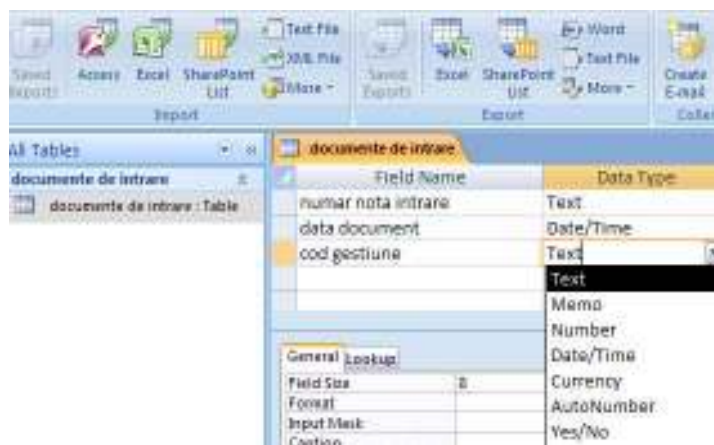 Saved Exports
Access
Excel
SharePoint List
Text File
XML File
More
Import
Saved Exports
Excel
SharePoint List
Word
Text File
More
Export
Create E-mail
All Tables
documente de intrare
documente de intrare : Table
documente de intrare
Field Name Data Type
numar nota intrare Text
data document Date/Time
cod gestiune Text
Text
Memo
Number
Date/Time
Currency
AutoNumber
Yes/No
General Lookup
Field Size 8
Format
Input Mask
Caption